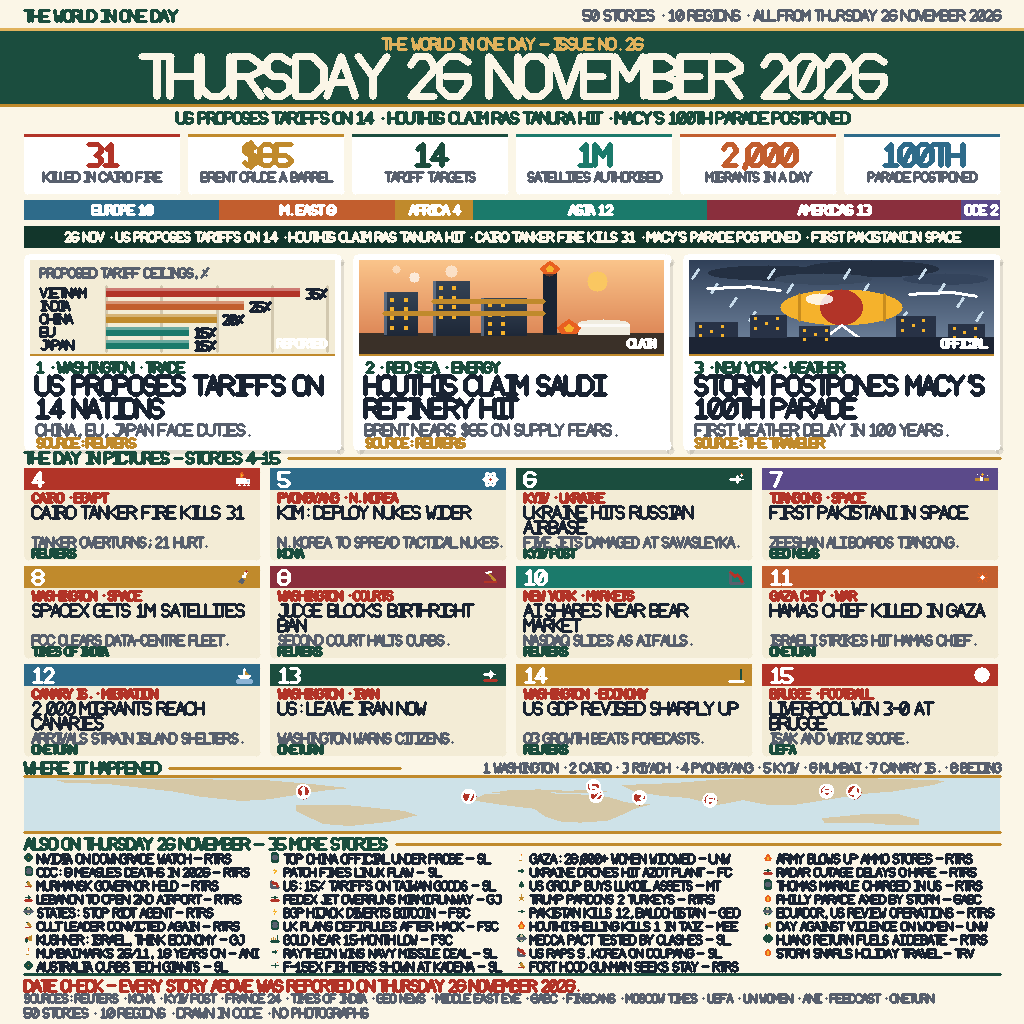 THE WORLD IN ONE DAY
50 STORIES · 10 REGIONS · ALL FROM THURSDAY 26 NOVEMBER 2026
THE WORLD IN ONE DAY - ISSUE NO. 26
THURSDAY 26 NOVEMBER 2026
US PROPOSES TARIFFS ON 14 · HOUTHIS CLAIM RAS TANURA HIT · MACY'S 100TH PARADE POSTPONED
31
KILLED IN CAIRO FIRE
BRENT CRUDE A BARREL
14
TARIFF TARGETS
1M
SATELLITES AUTHORISED
2,000
MIGRANTS IN A DAY
100TH
PARADE POSTPONED
EUROPE 10
M. EAST
AFRICA 4
ASIA 12
AMERICAS 13
OCE 2
26 NOV · US PROPOSES TARIFFS ON 14 · HOUTHIS CLAIM RAS TANURA HIT · CAIRO TANKER FIRE KILLS 31 · MACY'S PARADE POSTPONED · FIRST PAKISTANI IN SPACE
PROPOSED TARIFF CEILINGS, %
VIETNAM 35%
INDIA 25%
CHINA 20%
EU 15%
JAPAN 15%
REPORTED
1 · WASHINGTON · TRADE
US PROPOSES TARIFFS ON
14 NATIONS
CHINA, EU, JAPAN FACE DUTIES.
SOURCE: REUTERS
CLAIM
2 · RED SEA · ENERGY
HOUTHIS CLAIM SAUDI
REFINERY HIT
BRENT NEARS ON SUPPLY FEARS.
SOURCE: REUTERS
OFFICIAL
3 · NEW YORK · WEATHER
STORM POSTPONES MACY'S
100TH PARADE
FIRST WEATHER DELAY IN 100 YEARS.
SOURCE: THE TRAVELLER
THE DAY IN PICTURES - STORIES 4-15
4
CAIRO · EGYPT
CAIRO TANKER FIRE KILLS 31
TANKER OVERTURNS; 21 HURT.
REUTERS
5
PYONGYANG · N. KOREA
KIM: DEPLOY NUKES WIDER
N. KOREA TO SPREAD TACTICAL NUKES.
KCNA
6
KYIV · UKRAINE
UKRAINE HITS RUSSIAN
AIRBASE
FIVE JETS DAMAGED AT SAVASLEYKA.
KYIV POST
7
TIANGONG · SPACE
FIRST PAKISTANI IN SPACE
ZEESHAN ALI BOARDS TIANGONG.
GEO NEWS
8
WASHINGTON · SPACE
SPACEX GETS 1M SATELLITES
FCC CLEARS DATA-CENTRE FLEET.
TIMES OF INDIA
WASHINGTON · COURTS
JUDGE BLOCKS BIRTHRIGHT
BAN
SECOND COURT HALTS CURBS.
REUTERS
10
NEW YORK · MARKETS
AI SHARES NEAR BEAR
MARKET
NASDAQ SLIDES AS AI FALLS.
REUTERS
11
GAZA CITY · WAR
HAMAS CHIEF KILLED IN GAZA
ISRAELI STRIKES HIT HAMAS CHIEF.
ONETURN
12
CANARY IS. · MIGRATION
2,000 MIGRANTS REACH
CANARIES
ARRIVALS STRAIN ISLAND SHELTERS.
ONETURN
13
WASHINGTON · IRAN
US: LEAVE IRAN NOW
WASHINGTON WARNS CITIZENS.
ONETURN
14
WASHINGTON · ECONOMY
US GDP REVISED SHARPLY UP
Q3 GROWTH BEATS FORECASTS.
REUTERS
15
BRUGGE · FOOTBALL
LIVERPOOL WIN 3-0 AT
BRUGGE
ISAK AND WIRTZ SCORE.
UEFA
WHERE IT HAPPENED
1 WASHINGTON · 2 CAIRO · 3 RIYADH · 4 PYONGYANG · 5 KYIV · 6 MUMBAI · 7 CANARY IS. · 8 BEIJING
ALSO ON THURSDAY 26 NOVEMBER - 35 MORE STORIES
NVIDIA ON DOWNGRADE WATCH - RTRS
MEASLES DEATHS IN 2026 - RTRS
MURMANSK GOVERNOR HELD - RTRS
LEBANON TO OPEN 2ND AIRPORT - RTRS
STATES: STOP RIOT AGENT - RTRS
CULT LEADER CONVICTED AGAIN - RTRS
KUSHNER: ISRAEL, THINK ECONOMY - GJ
MUMBAI MARKS 26/11, 18 YEARS ON - ANI
AUSTRALIA CURBS TECH GIANTS - SL
TOP CHINA OFFICIAL UNDER PROBE - SL
PATCH FIXES LINUX FLAW - SL
US: 15% TARIFFS ON TAIWAN GOODS - SL
FEDEX JET OVERRUNS MIAMI RUNWAY - GJ
BGP HIJACK DIVERTS BITCOIN - FSC
UK PLANS DEFIBULLIES AFTER HACK - FSC
GOLD NEAR 15-MONTH LOW - FSC
RAYTHEON WINS NAVY MISSILE DEAL - SL
F-15EX FIGHTERS SHOWN AT KADENA - SL
WOMEN WIDOWED - UNW
UKRAINE DRONES HIT AZOT PLANT - FC
US GROUP BUYS LUKOIL ASSETS - MT
TRUMP PARDONS 2 TURKEYS - RTRS
PAKISTAN KILLS 12, BALOCHISTAN - GEO
HOUTHI SHELLING KILLS 1 IN TAIZ - MEE
MECCA PACT TESTED BY CLASHES - SL
US RAPS S. KOREA ON COUPANG - SL
FORT HOOD GUNMAN SEEKS STAY - RTRS
ARMY BLOWS UP AMMO STORES - RTRS
RADAR OUTAGE DELAYS O'HARE - RTRS
THOMAS MARKLE CHARGED IN US - RTRS
PHILLY PARADE AXED BY STORM - 6ABC
ECUADOR, US REVIEW OPERATIONS - RTRS
DAY AGAINST VIOLENCE ON WOMEN - UNW
HUANG RETURN FUELS AI DEBATE - RTRS
STORM SNARLS HOLIDAY TRAVEL - TRV
DATE CHECK - EVERY STORY ABOVE WAS REPORTED ON THURSDAY 26 NOVEMBER 2026.
SOURCES: REUTERS · KCNA · KYIV POST · FRANCE 24 · TIMES OF INDIA · GEO NEWS · MIDDLE EAST EYE · 6ABC · FINSCANS · MOSCOW TIMES · UEFA · UN WOMEN · ANI · FEEDCAST · ONETURN
50 STORIES · 10 REGIONS · DRAWN IN CODE · NO PHOTOGRAPHS